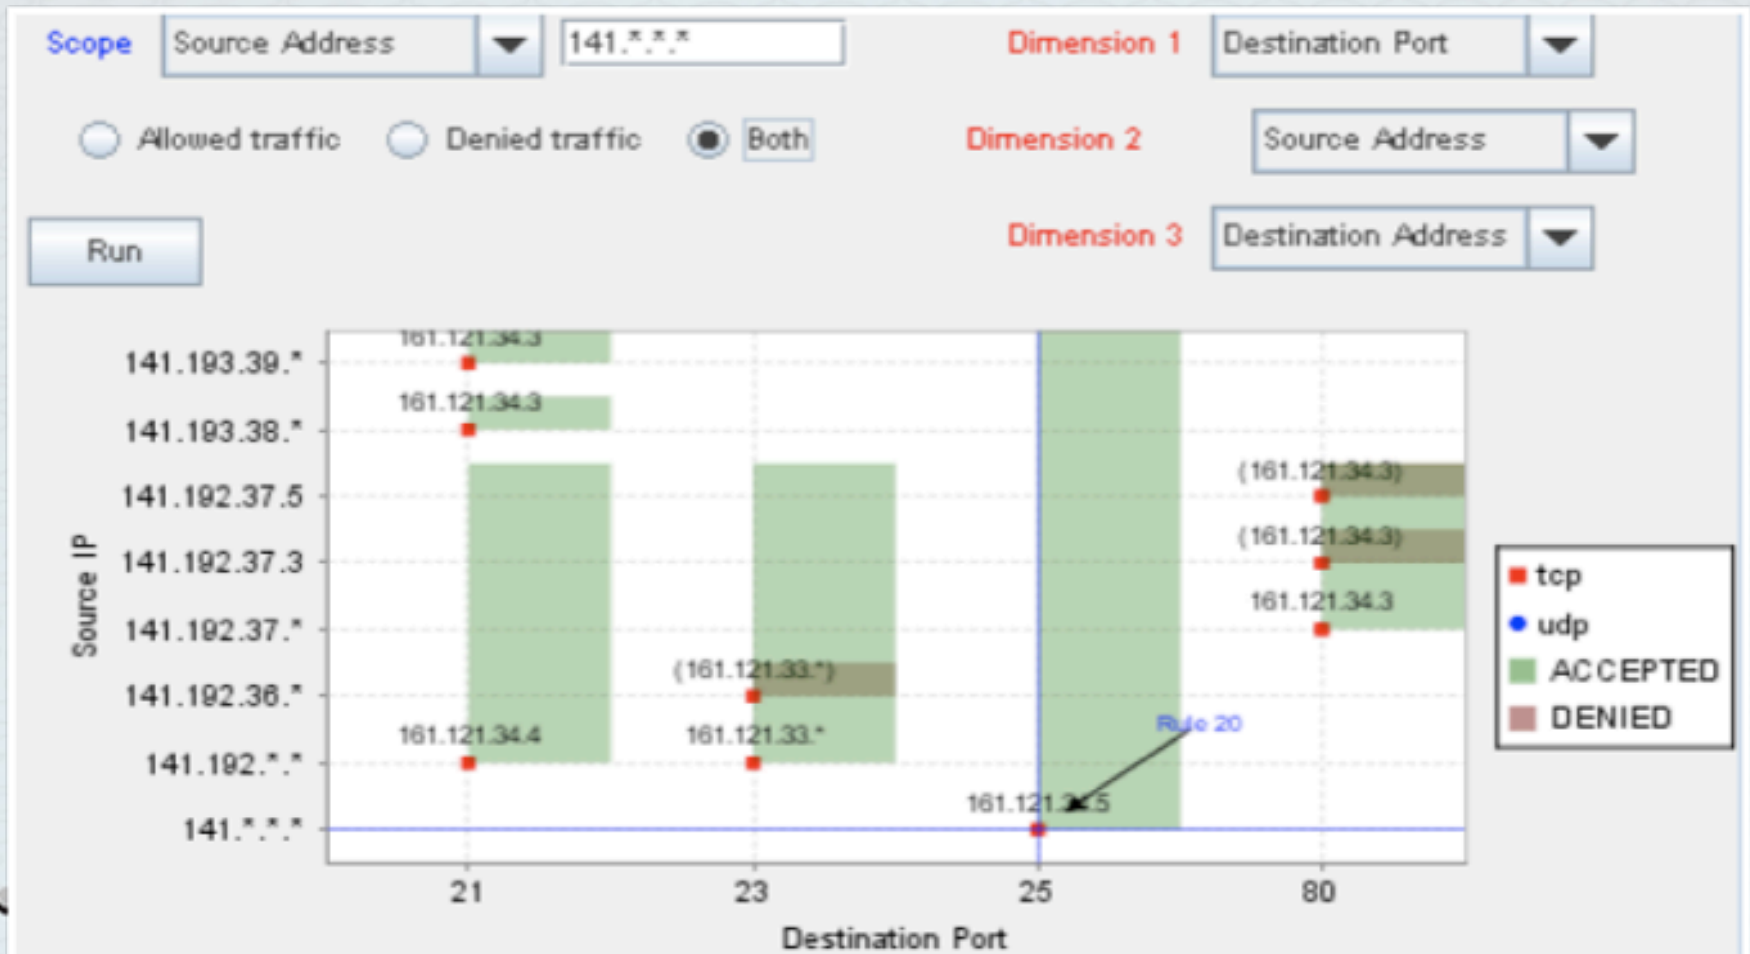 Scope Source Address 141.*.*.* Dimension 1 Destination Port
Allowed traffic Denied traffic Both Dimension 2 Source Address
Dimension 3 Destination Address
Run
161.121.34.3
141.193.39.*
161.121.34.3
141.193.38.*
(161.121.34.3)
141.192.37.5
(161.121.34.3)
141.192.37.3
161.121.34.3
141.192.37.*
(161.121.33.*)
141.192.36.*
161.121.34.4 161.121.33.*
141.192.*.*
Rule 20
161.121.34.5
141.*.*.*
Source IP
21 23 25 80
Destination Port
tcp
udp
ACCEPTED
DENIED